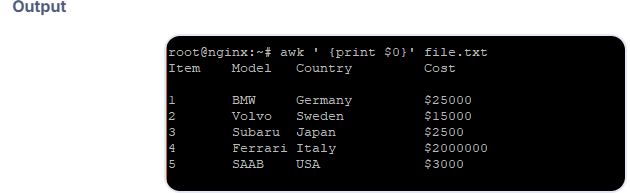 Output
root@nginx:~# awk ' {print $0}' file.txt
Item    Model   Country         Cost
1       BMW     Germany         $25000
2       Volvo   Sweden          $15000
3       Subaru  Japan           $2500
4       Ferrari Italy           $2000000
5       SAAB    USA             $3000